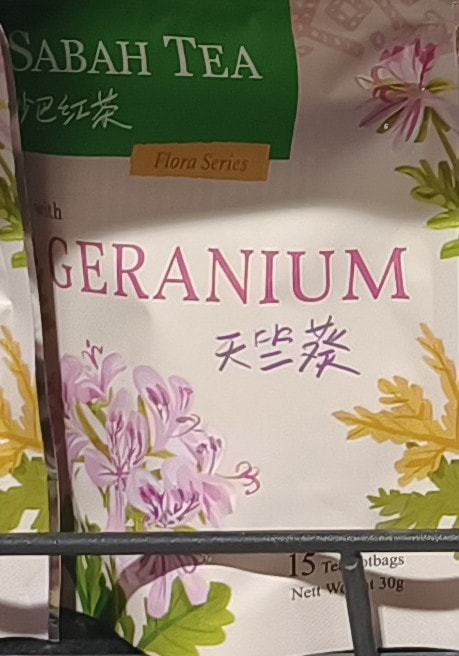 SABAH TEA
沙巴红茶
Flora Series
with
GERANIUM
天竺葵
15
Nett 30g